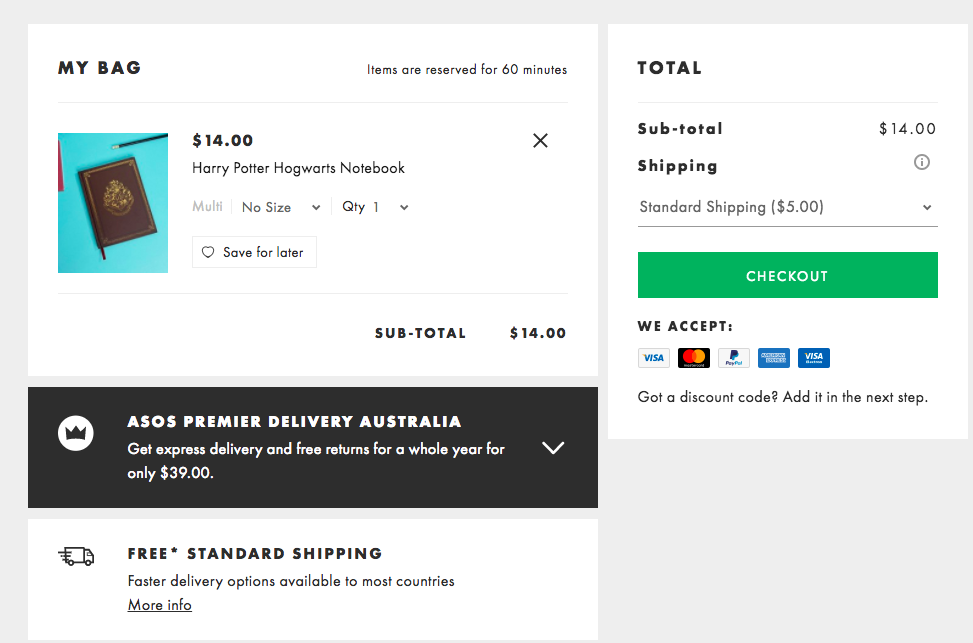 MY BAG
Items are reserved for 60 minutes
$14.00
Harry Potter Hogwarts Notebook
Multi No Size Qty 1
Save for later
SUB-TOTAL $14.00
ASOS PREMIER DELIVERY AUSTRALIA
Get express delivery and free returns for a whole year for
only $39.00.
FREE* STANDARD SHIPPING
Faster delivery options available to most countries
More info
TOTAL
Sub-total $14.00
Shipping
Standard Shipping ($5.00)
CHECKOUT
WE ACCEPT:
VISA mastercard PayPal AMERICAN EXPRESS VISA Electron
Got a discount code? Add it in the next step.